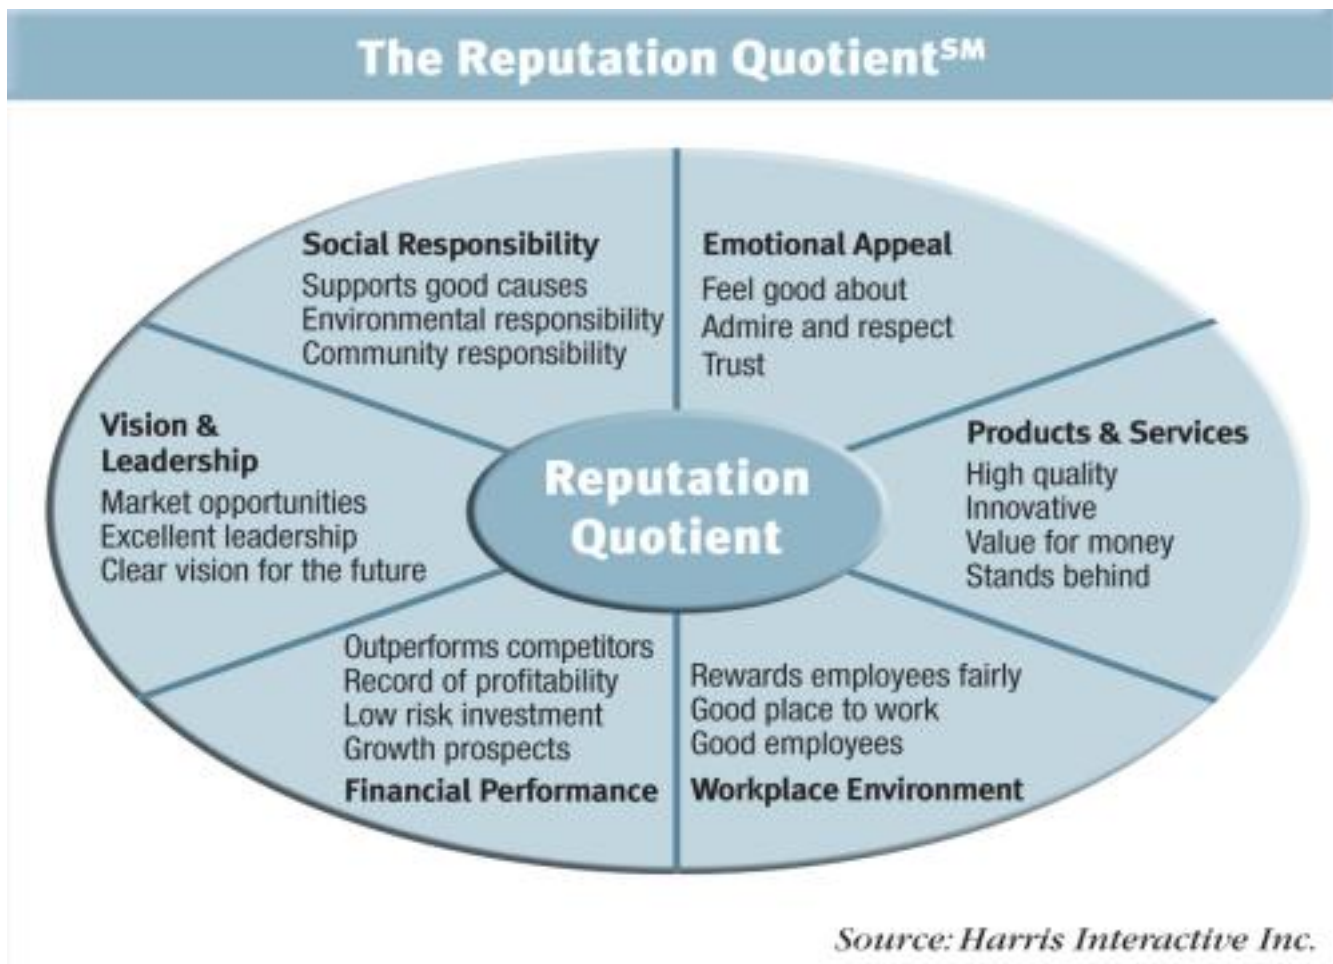 The Reputation Quotient℠
Social Responsibility
Supports good causes
Environmental responsibility
Community responsibility
Emotional Appeal
Feel good about
Admire and respect
Trust
Vision &
Leadership
Market opportunities
Excellent leadership
Clear vision for the future
Reputation
Quotient
Products & Services
High quality
Innovative
Value for money
Stands behind
Outperforms competitors
Record of profitability
Low risk investment
Growth prospects
Financial Performance
Rewards employees fairly
Good place to work
Good employees
Workplace Environment
Source: Harris Interactive Inc.